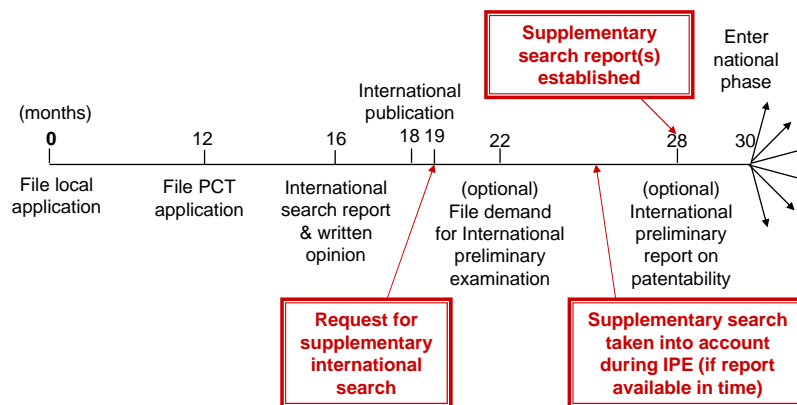 Supplementary
search report(s)
established
Enter
national
phase
International
publication
(months)
0
12
16
18
19
22
28
30
File local
application
File PCT
application
International
search report
& written
opinion
(optional)
File demand
for International
preliminary
examination
(optional)
International
preliminary
report on
patentability
Request for
supplementary
international
search
Supplementary search
taken into account
during IPE (if report
available in time)